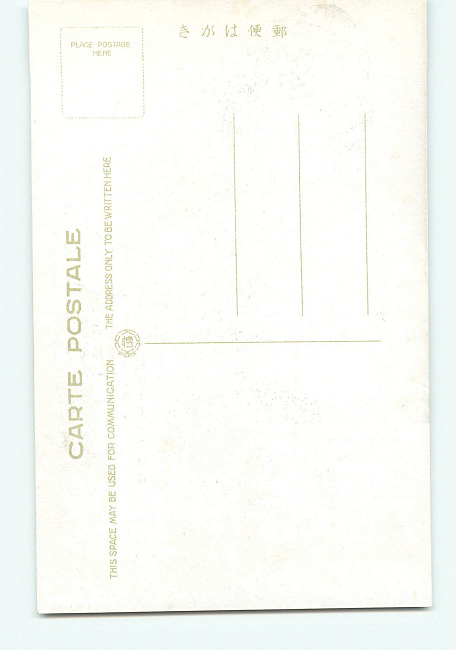 きがは便郵
PLACE POSTAGE
HERE
CARTE POSTALE
THE ADDRESS ONLY TO BE WRITTEN HERE
THIS SPACE MAY BE USED FOR COMMUNICATION.